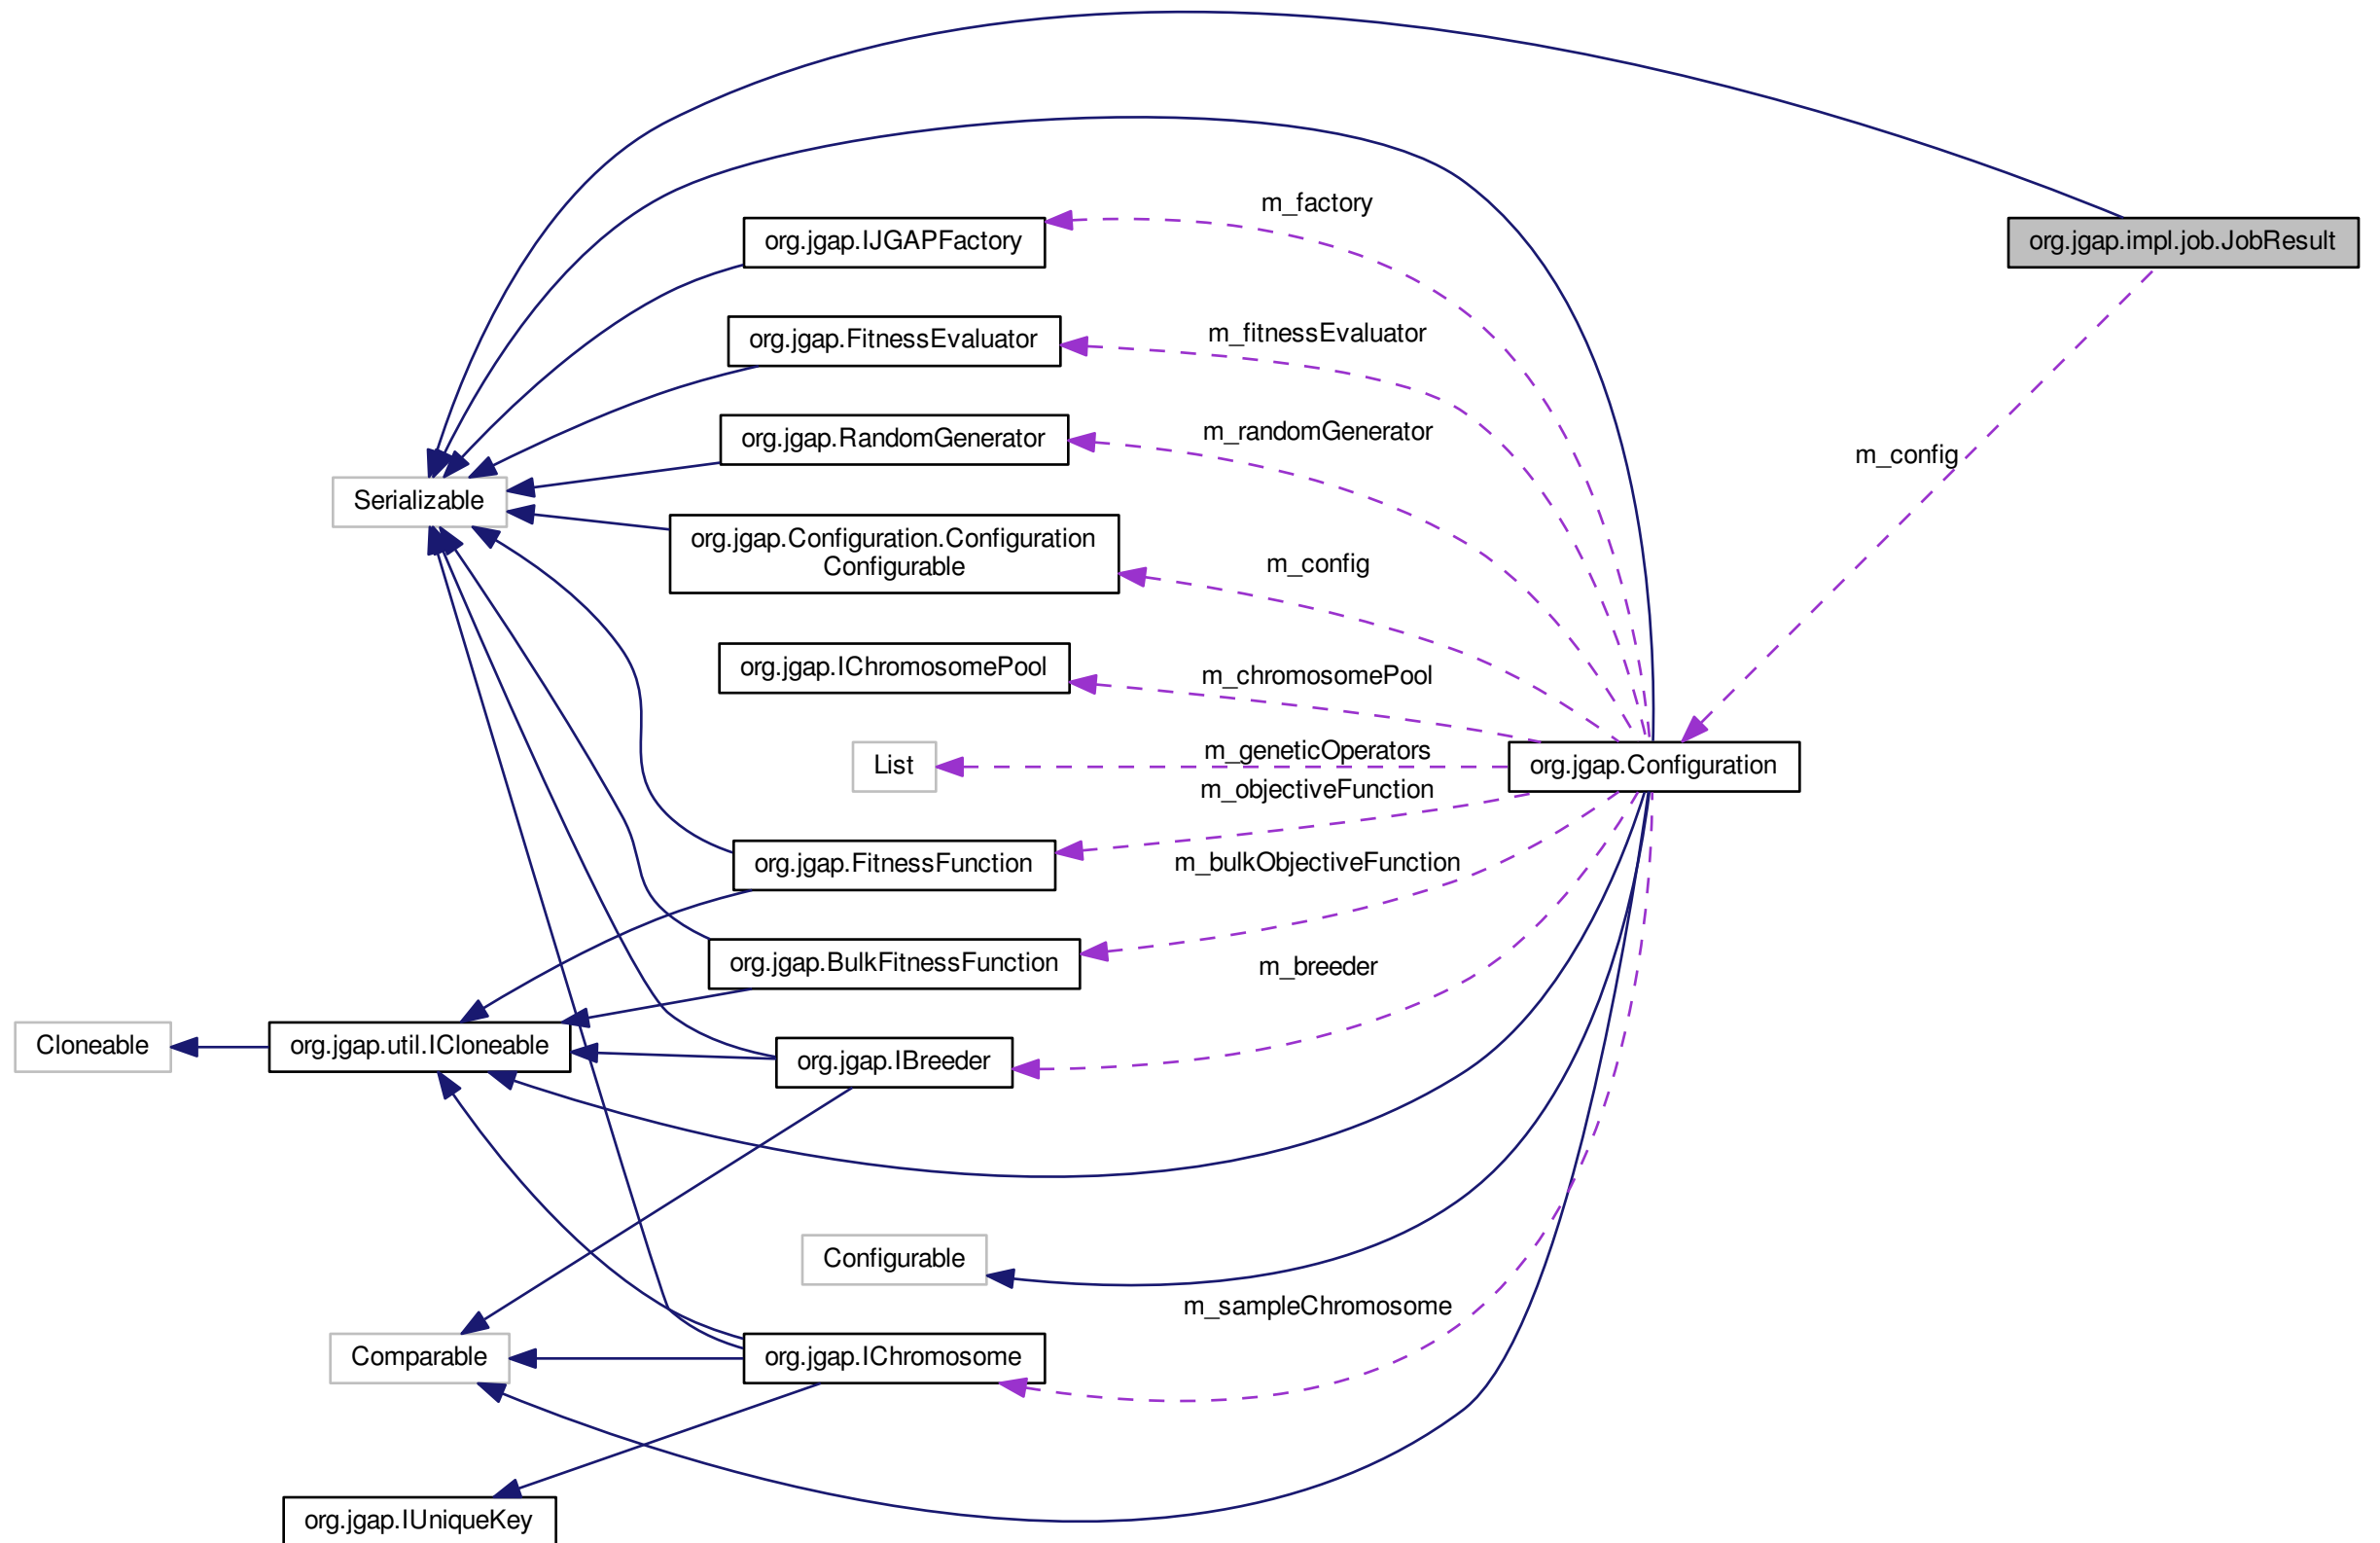 m_factory
org.jgap.IJGAPFactory
org.jgap.impl.job.JobResult
m_fitnessEvaluator
org.jgap.FitnessEvaluator
m_randomGenerator
org.jgap.RandomGenerator
m_config
Serializable
org.jgap.Configuration.Configuration
Configurable
m_config
org.jgap.IChromosomePool
m_chromosomePool
m_geneticOperators
List
org.jgap.Configuration
m_objectiveFunction
org.jgap.FitnessFunction
m_bulkObjectiveFunction
org.jgap.BulkFitnessFunction
m_breeder
Cloneable
org.jgap.util.ICloneable
org.jgap.IBreeder
Configurable
m_sampleChromosome
Comparable
org.jgap.IChromosome
org.jgap.IUniqueKey